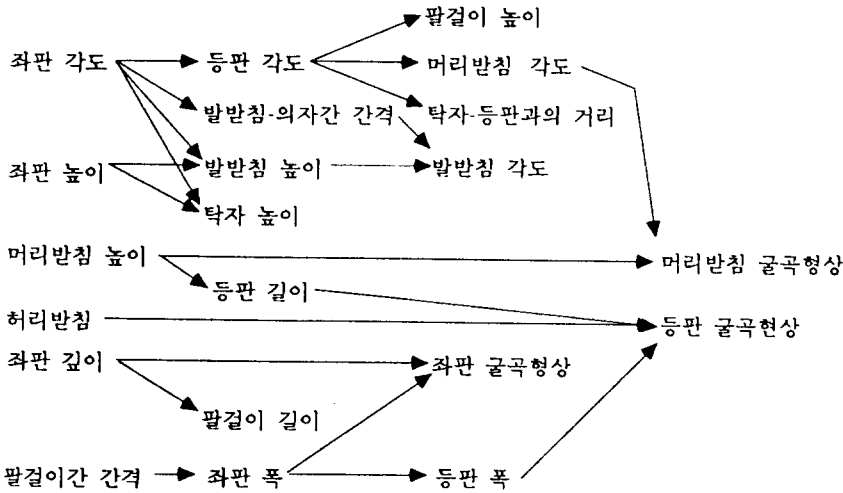 팔걸이 높이
좌판 각도
등판 각도
머리받침 각도
발받침-의자간 간격
탁자-등판과의 거리
좌판 높이
발받침 높이
발받침 각도
탁자 높이
머리받침 높이
머리받침 굴곡형상
등판 길이
허리받침
등판 굴곡현상
좌판 깊이
좌판 굴곡형상
팔걸이 길이
팔걸이간 간격
좌판 폭
등판 폭